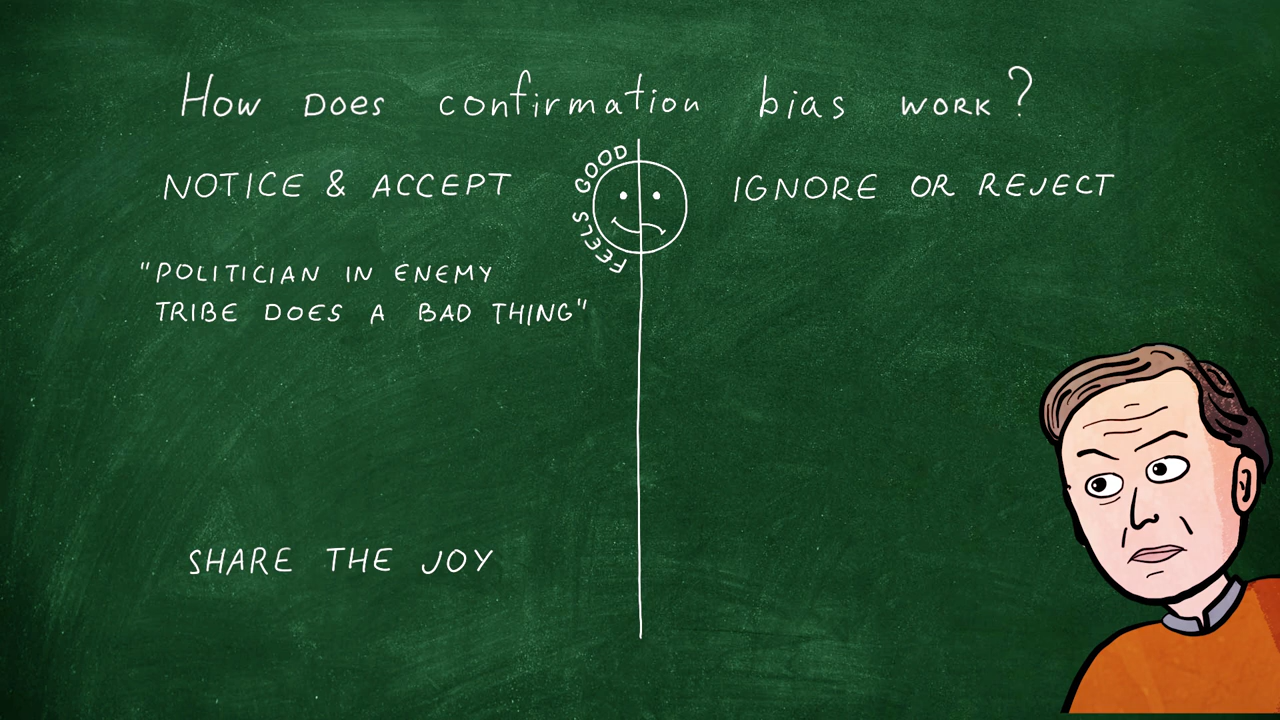 How DOES confirmation bias WORK?
NOTICE & ACCEPT
FEELS GOOD
IGNORE OR REJECT
"POLITICIAN IN ENEMY
TRIBE DOES A BAD THING"
SHARE THE JOY